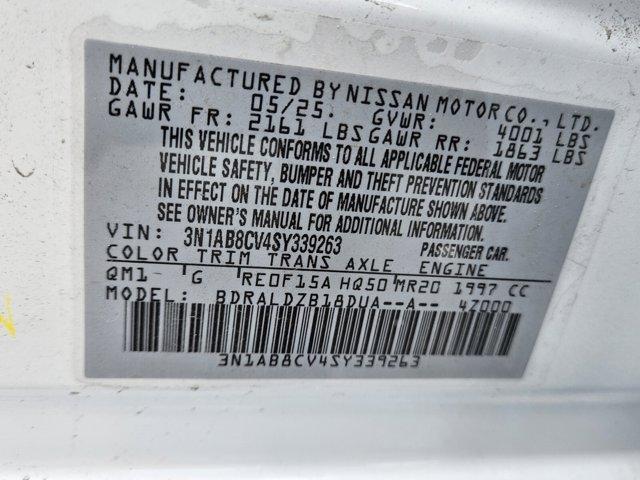 MANUFACTURED BY NISSAN MOTOR CO., LTD.
DATE: 05/25. GVWR: 4001 LBS
GAWR FR: 2161 LBS GAWR RR: 1863 LBS
THIS VEHICLE CONFORMS TO ALL APPLICABLE FEDERAL MOTOR
VEHICLE SAFETY, BUMPER AND THEFT PREVENTION STANDARDS
IN EFFECT ON THE DATE OF MANUFACTURE SHOWN ABOVE.
SEE OWNER'S MANUAL FOR ADDITIONAL INFORMATION.
VIN: 3N1AB8CV4SY339263 PASSENGER CAR.
COLOR TRIM TRANS AXLE ENGINE
QM1 G RE0F15A HQ50 MR20 1997 CC
MODEL: BDRALDZB18DUA--A-- 4Z000
3N1AB8CV4SY339263